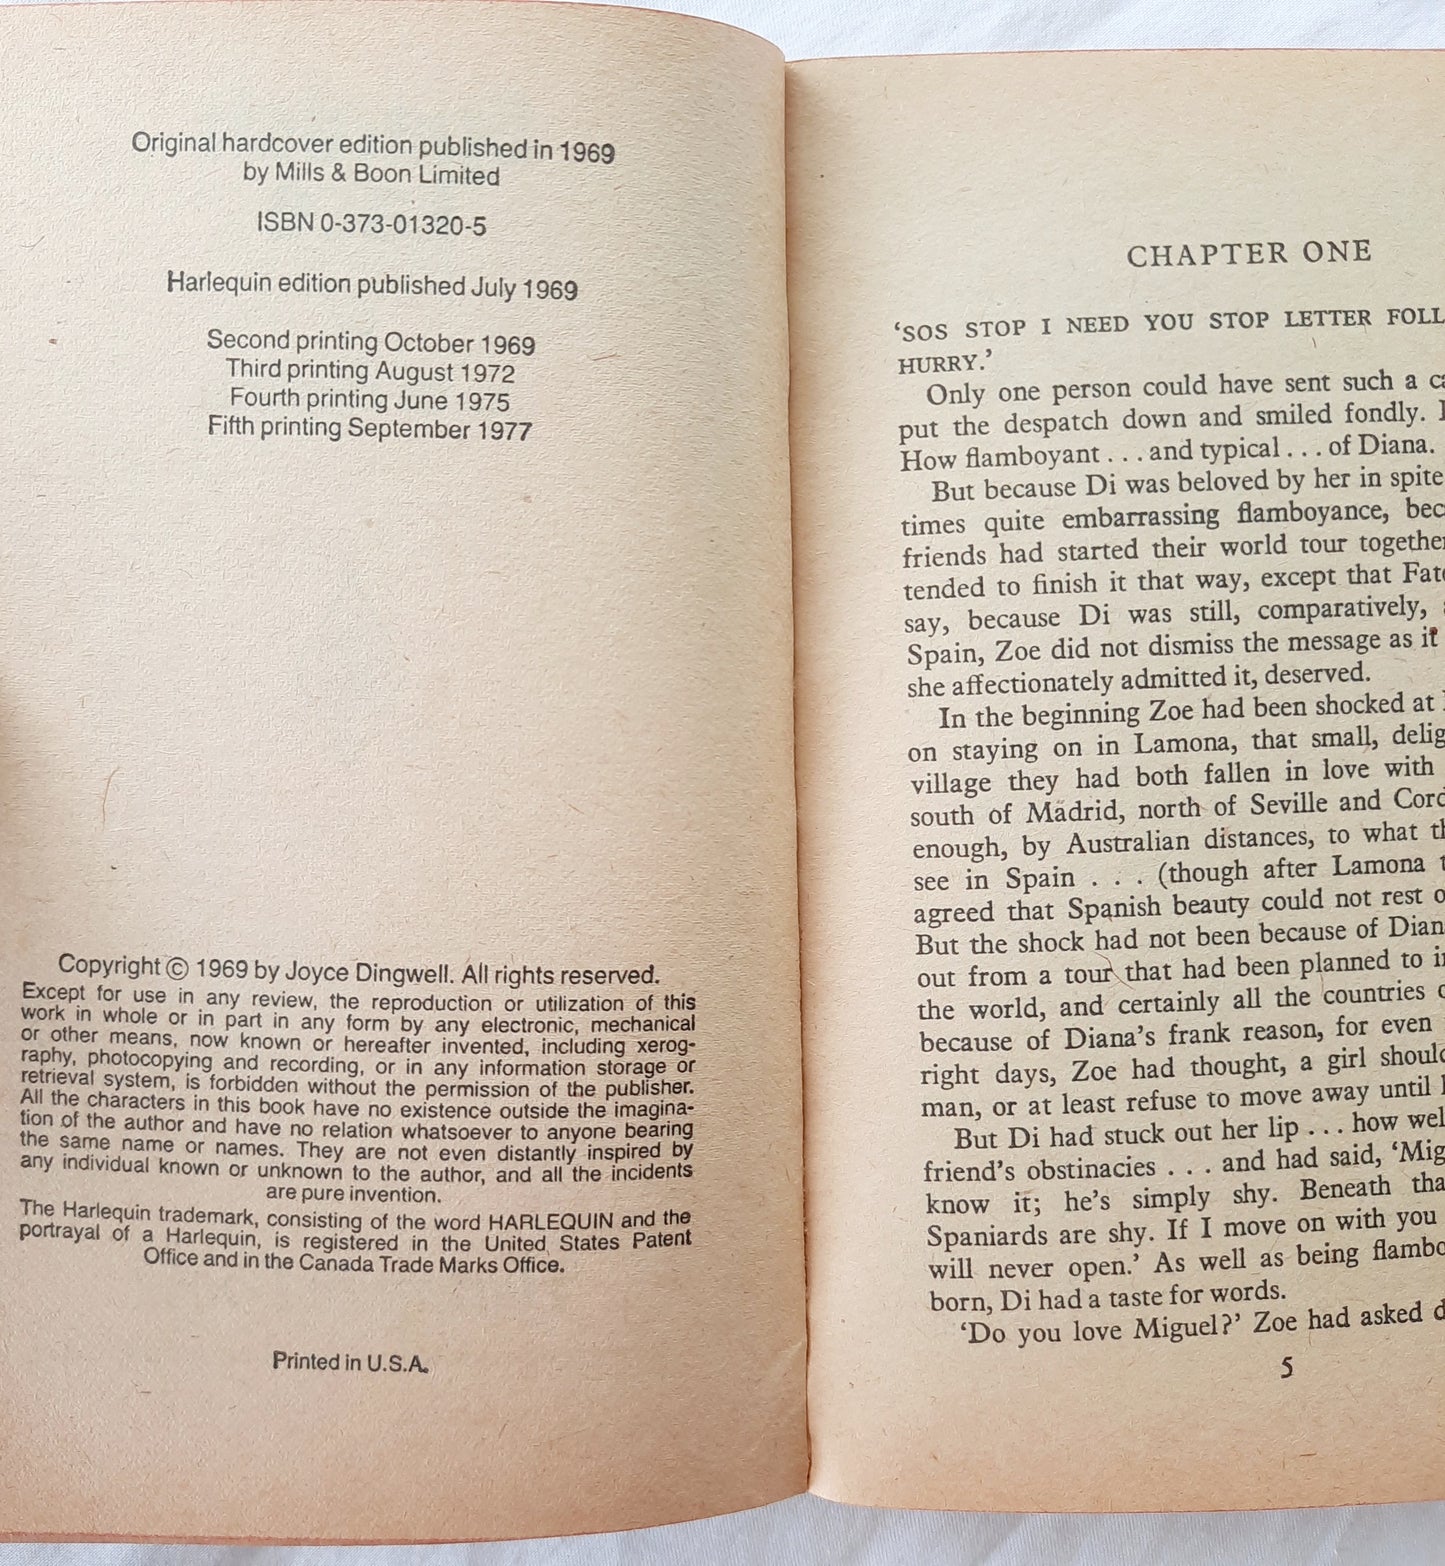 Original hardcover edition published in 1969
by Mills & Boon Limited
ISBN 0-373-01320-5
Harlequin edition published July 1969
Second printing October 1969
Third printing August 1972
Fourth printing June 1975
Fifth printing September 1977
Copyright © 1969 by Joyce Dingwell. All rights reserved.
Except for use in any review, the reproduction or utilization of this
work in whole or in part in any form by any electronic, mechanical
or other means, now known or hereafter invented, including xerog-
raphy, photocopying and recording, or in any information storage or
retrieval system, is forbidden without the permission of the publisher.
All the characters in this book have no existence outside the imagina-
tion of the author and have no relation whatsoever to anyone bearing
the same name or names. They are not even distantly inspired by
any individual known or unknown to the author, and all the incidents
are pure invention.
The Harlequin trademark, consisting of the word HARLEQUIN and the
portrayal of a Harlequin, is registered in the United States Patent
Office and in the Canada Trade Marks Office.
Printed in U.S.A.
CHAPTER ONE
‘SOS STOP I NEED YOU STOP LETTER FOLL
HURRY.’
Only one person could have sent such a
put the despatch down and smiled fondly.
How flamboyant . . . and typical . . . of Diana.
But because Di was beloved by her in spite
times quite embarrassing flamboyance, bec
friends had started their world tour together
tended to finish it that way, except that Fat
say, because Di was still, comparatively,
Spain, Zoe did not dismiss the message as it
she affectionately admitted it, deserved.
In the beginning Zoe had been shocked at
on staying on in Lamona, that small, delig
village they had both fallen in love with
south of Madrid, north of Seville and Cord
enough, by Australian distances, to what th
see in Spain . . . (though after Lamona t
agreed that Spanish beauty could not rest o
But the shock had not been because of Dian
out from a tour that had been planned to i
the world, and certainly all the countries
because of Diana’s frank reason, for even
right days, Zoe had thought, a girl should
man, or at least refuse to move away until
But Di had stuck out her lip . . . how wel
friend’s obstinacies . . . and had said, ‘Mig
know it; he’s simply shy. Beneath tha
Spaniards are shy. If I move on with you
will never open.’ As well as being flambo
born, Di had a taste for words.
‘Do you love Miguel?’ Zoe had asked d
5